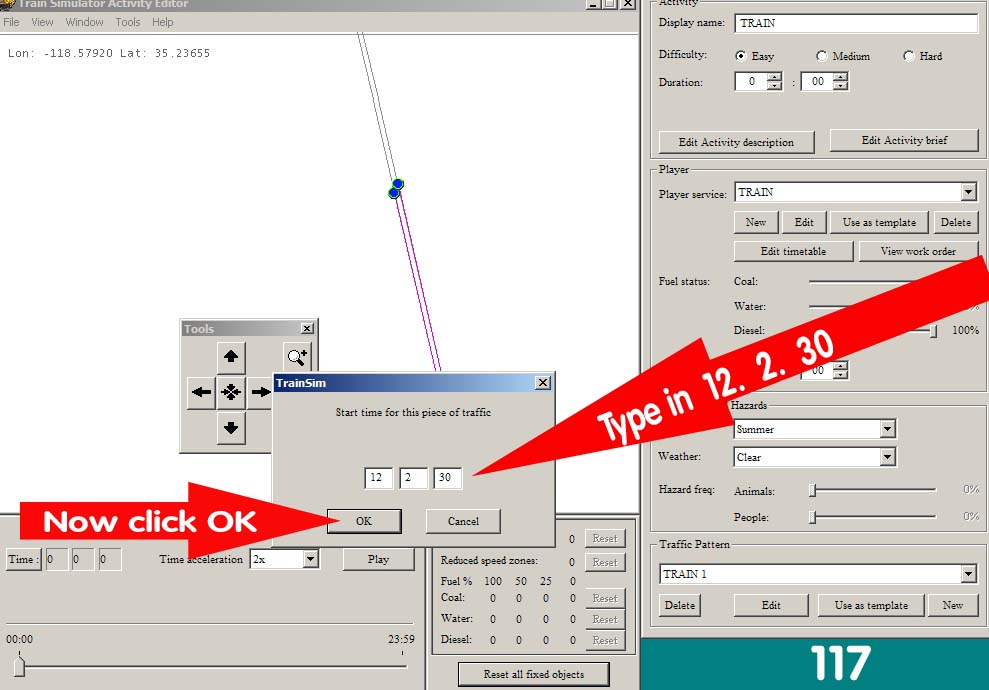 Train Simulator Activity Editor
File View Window Tools Help
Lon: -118.57920 Lat: 35.23655
Tools
TrainSim
Start time for this piece of traffic
12 2 30
OK Cancel
Now click OK
Type in 12. 2. 30
Time : 0 0 0 Time acceleration 2x Play
00:00 23:59
0 Reset
Reduced speed zones: 0 Reset
Fuel % 100 50 25 0
Coal: 0 0 0 0 Reset
Water: 0 0 0 0 Reset
Diesel: 0 0 0 0 Reset
Reset all fixed objects
Activity
Display name: TRAIN
Difficulty: Easy Medium Hard
Duration: 0 : 00
Edit Activity description Edit Activity brief
Player
Player service: TRAIN
New Edit Use as template Delete
Edit timetable View work order
Fuel status: Coal:
Water: %
Diesel: 100%
00
Hazards
Summer
Weather: Clear
Hazard freq: Animals: 0%
People: 0%
Traffic Pattern
TRAIN 1
Delete Edit Use as template New
117